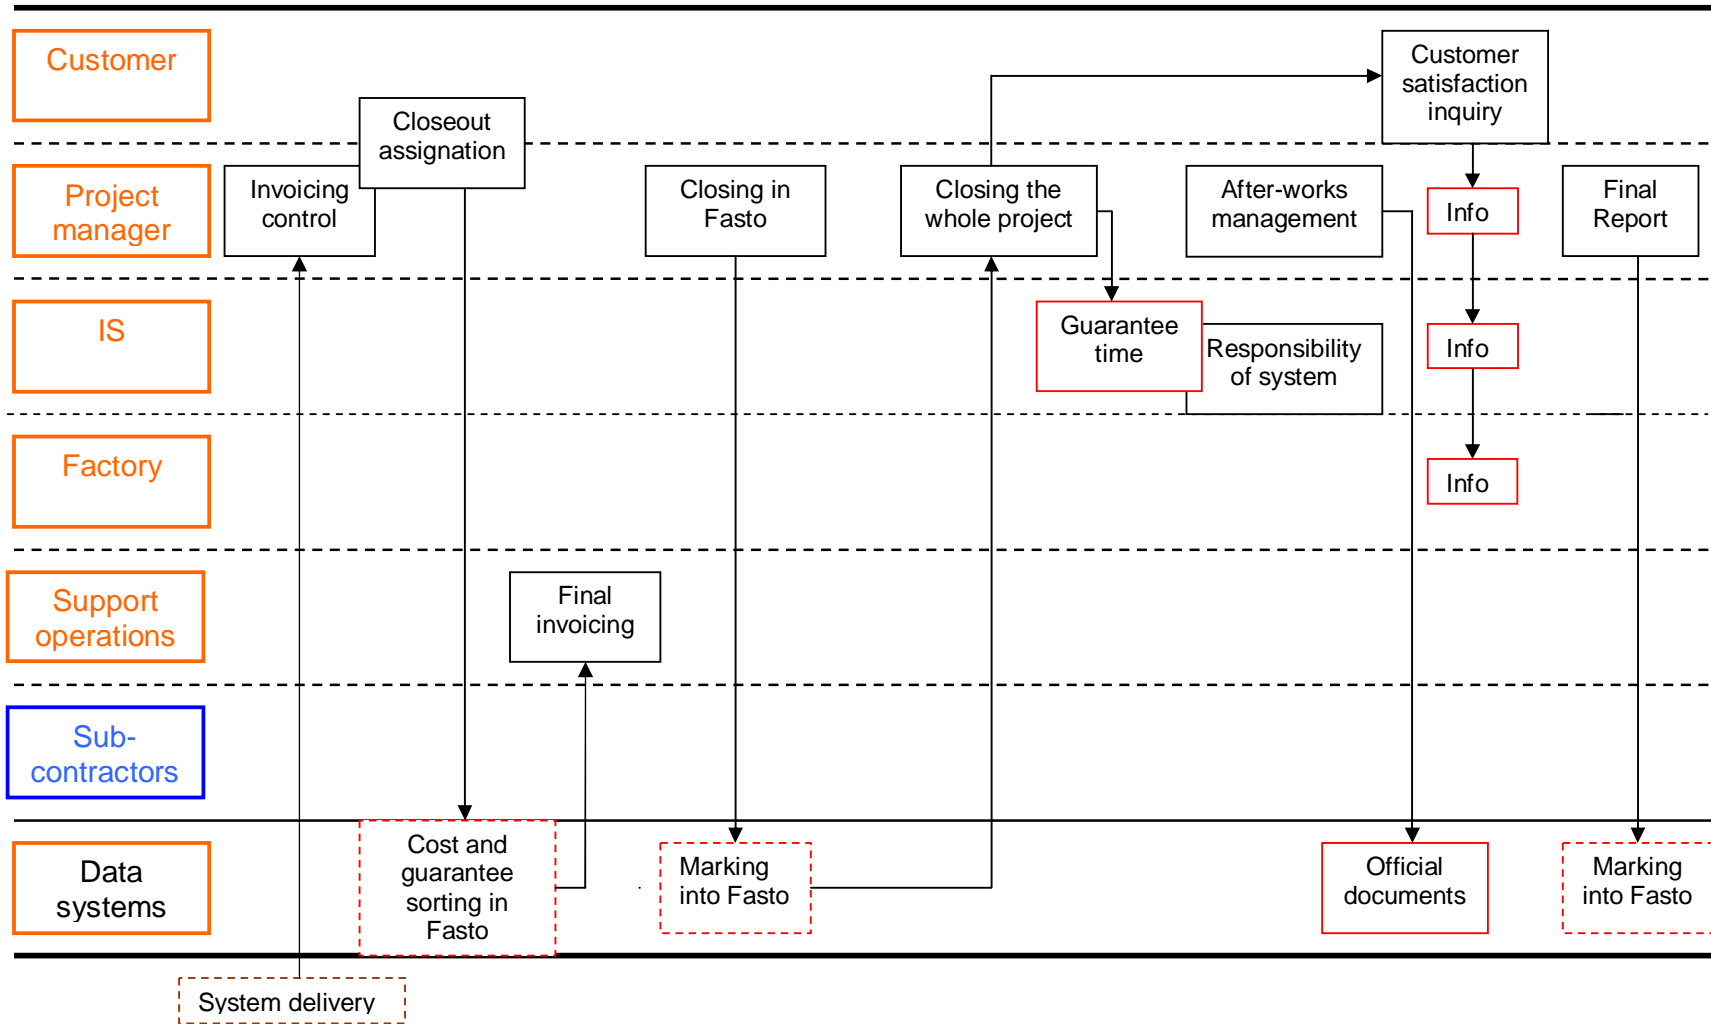 Customer
Customer
satisfaction
inquiry
Closeout
assignation
Project
manager
Invoicing
control
Closing in
Fasto
Closing the
whole project
After-works
management
Info
Final
Report
IS
Guarantee
time
Responsibility
of system
Info
Factory
Info
Support
operations
Final
invoicing
Sub-
contractors
Data
systems
Cost and
guarantee
sorting in
Fasto
Marking
into Fasto
Official
documents
Marking
into Fasto
System delivery